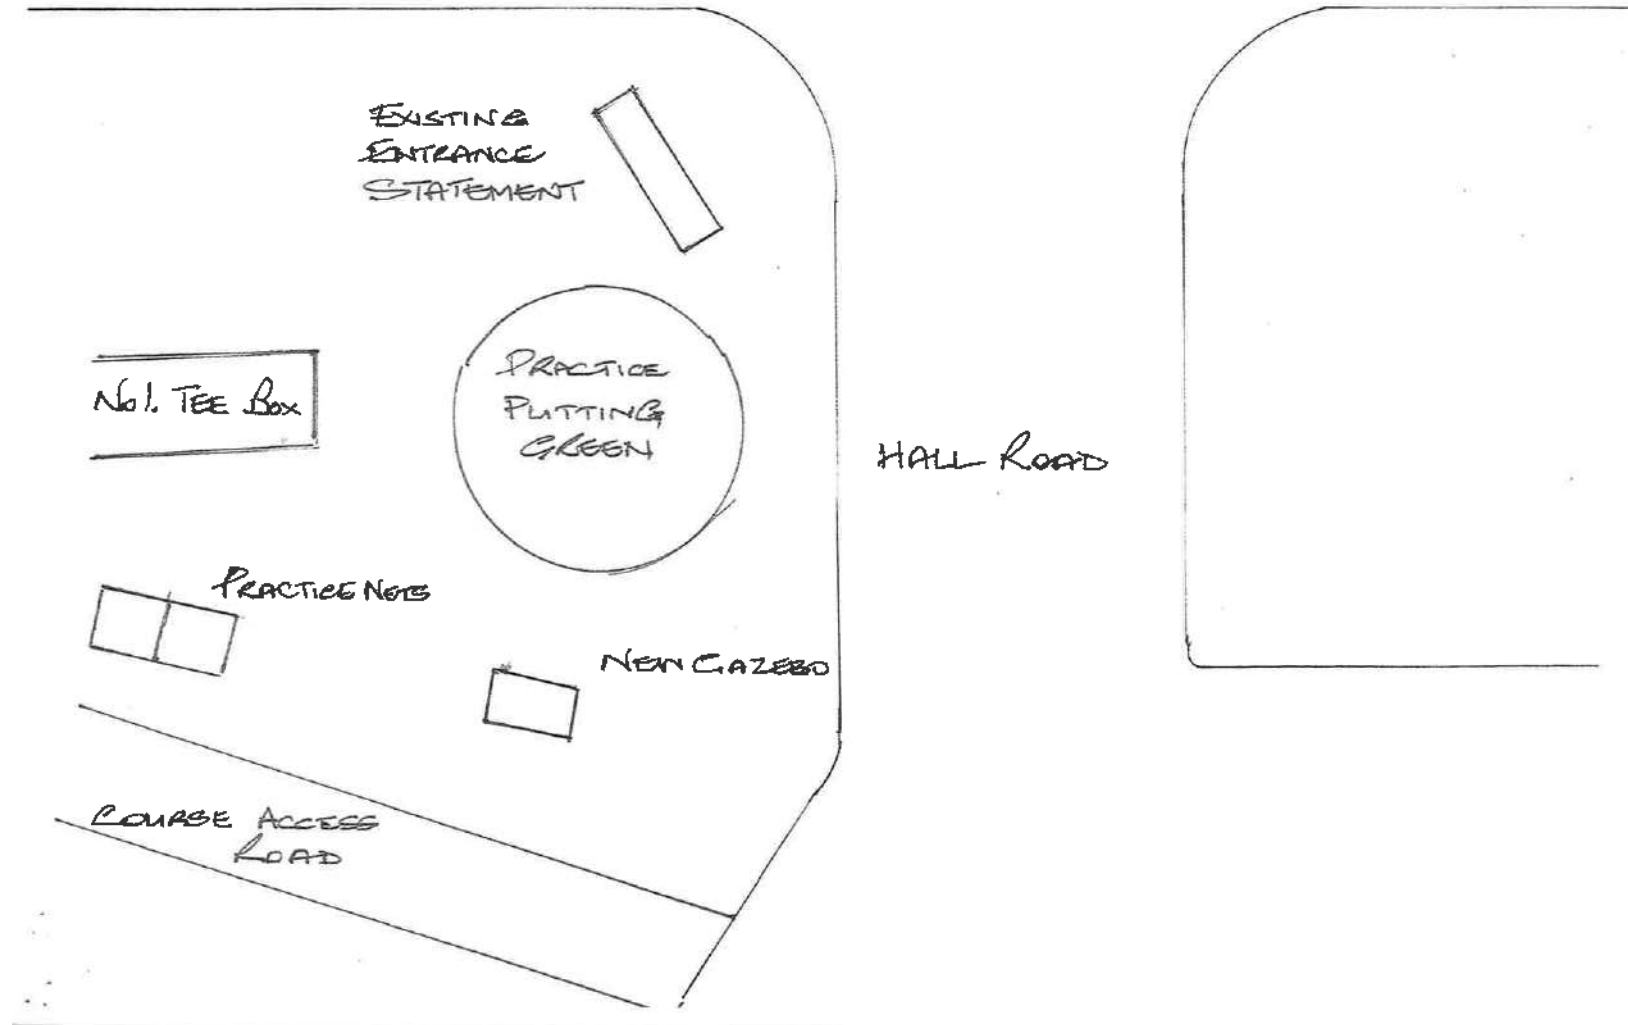 EXISTING
ENTRANCE
STATEMENT
PRACTICE
PUTTING
GREEN
No1. TEE BOX
HALL ROAD
PRACTICE NETS
NEW GAZEBO
COURSE ACCESS
ROAD